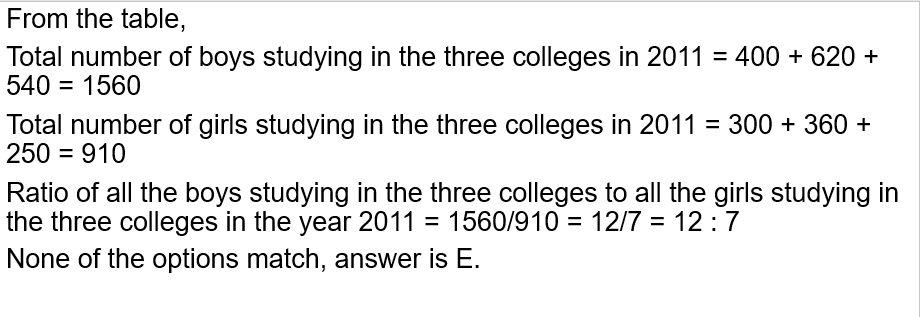 From the table,
Total number of boys studying in the three colleges in 2011 = 400 + 620 +
540 = 1560
Total number of girls studying in the three colleges in 2011 = 300 + 360 +
250 = 910
Ratio of all the boys studying in the three colleges to all the girls studying in
the three colleges in the year 2011 = 1560/910 = 12/7 = 12 : 7
None of the options match, answer is E.